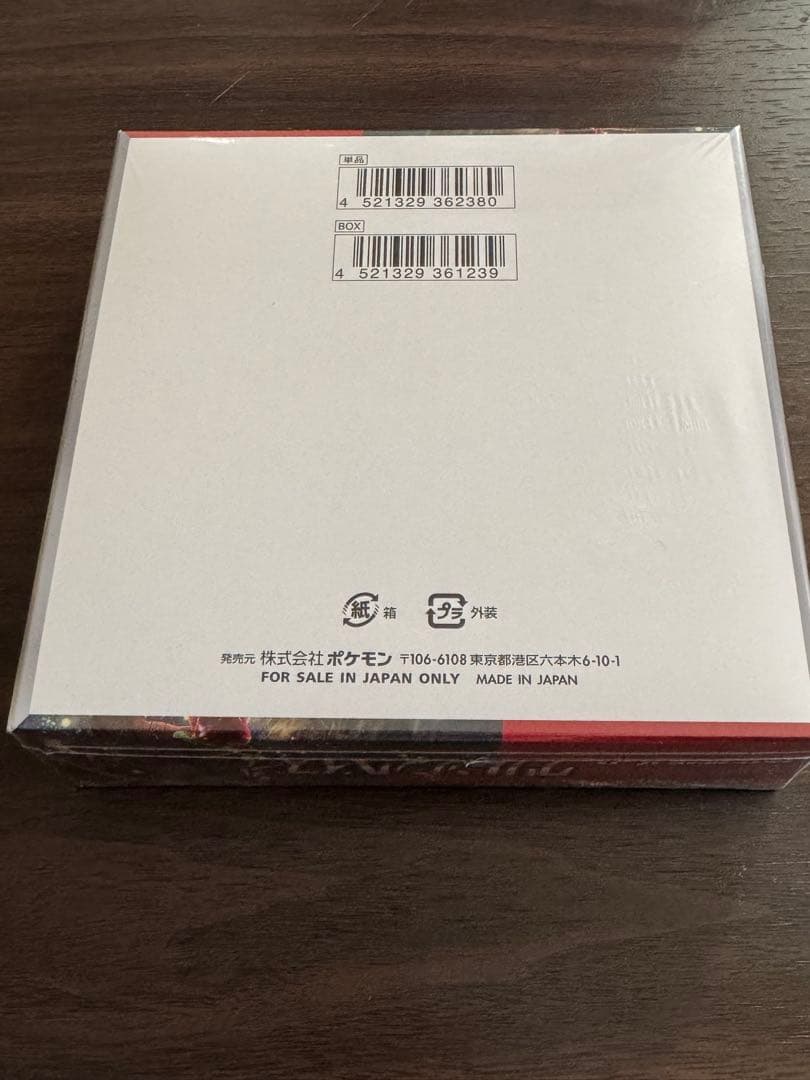 単品
4 521329 362380
BOX
4 521329 361239
紙 箱
プラ 外装
発売元 株式会社 ポケモン 〒106-6108 東京都港区六本木6-10-1
FOR SALE IN JAPAN ONLY MADE IN JAPAN